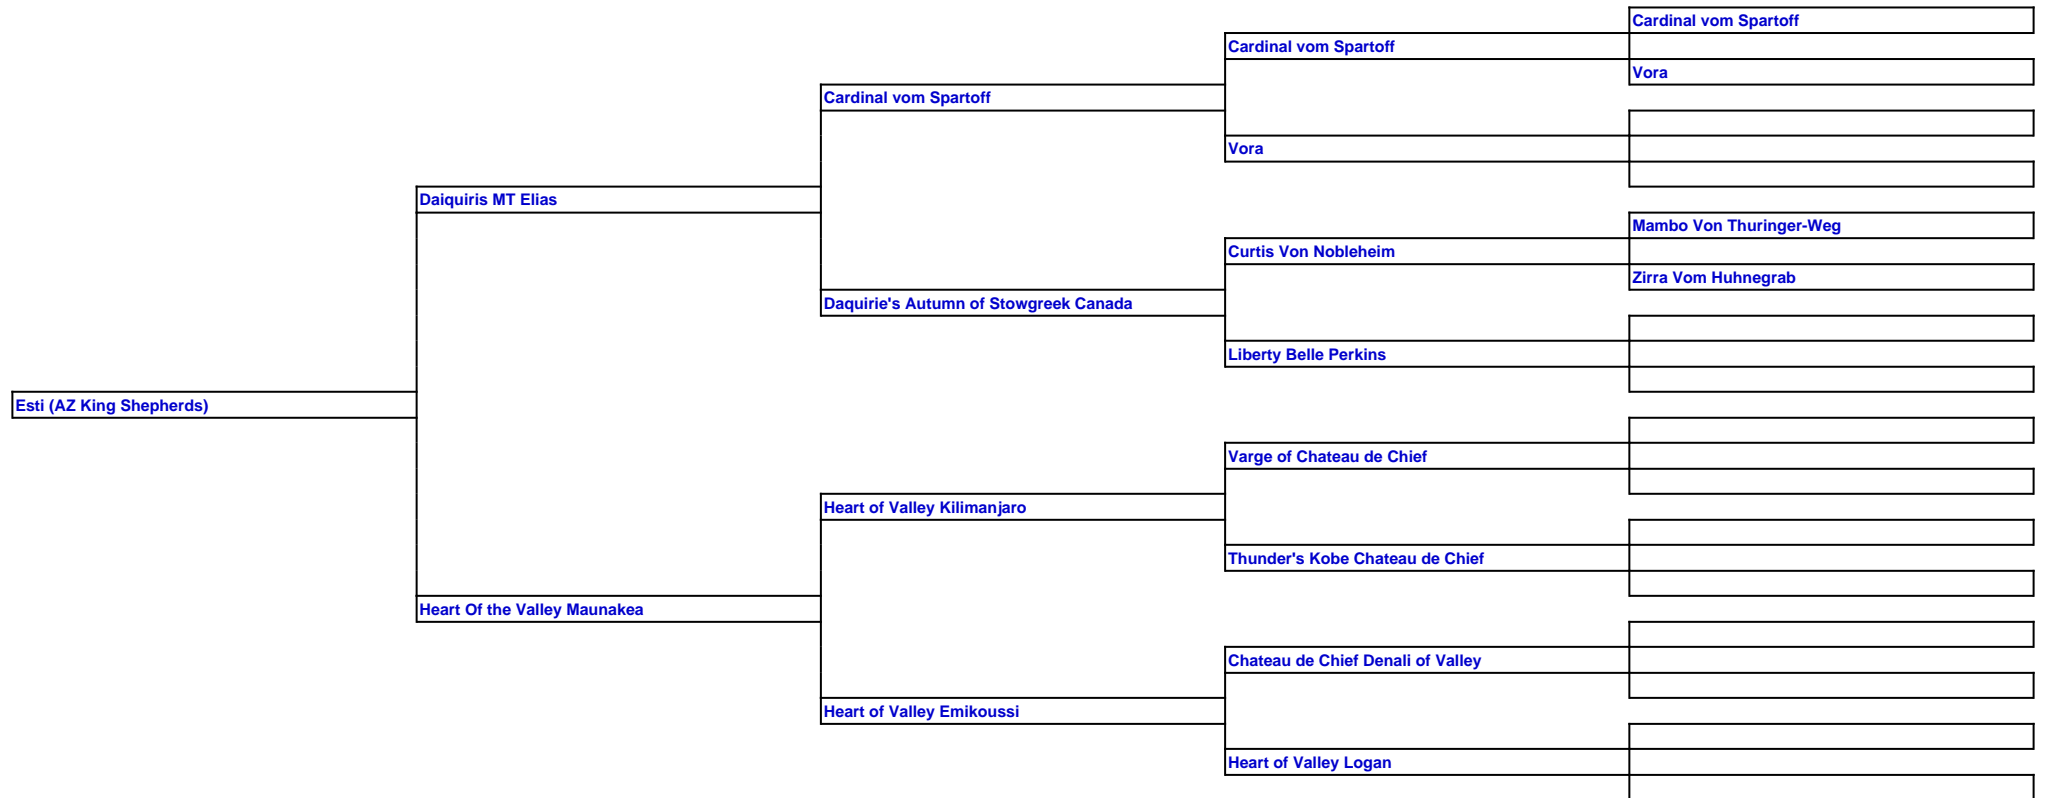 Cardinal vom Spartoff
Cardinal vom Spartoff
Vora
Cardinal vom Spartoff
Vora
Daiquiris MT Elias
Mambo Von Thuringer-Weg
Curtis Von Nobleheim
Zirra Vom Huhnegrab
Daquirie's Autumn of Stowgreek Canada
Liberty Belle Perkins
Esti (AZ King Shepherds)
Varge of Chateau de Chief
Heart of Valley Kilimanjaro
Thunder's Kobe Chateau de Chief
Heart Of the Valley Maunakea
Chateau de Chief Denali of Valley
Heart of Valley Emikoussi
Heart of Valley Logan